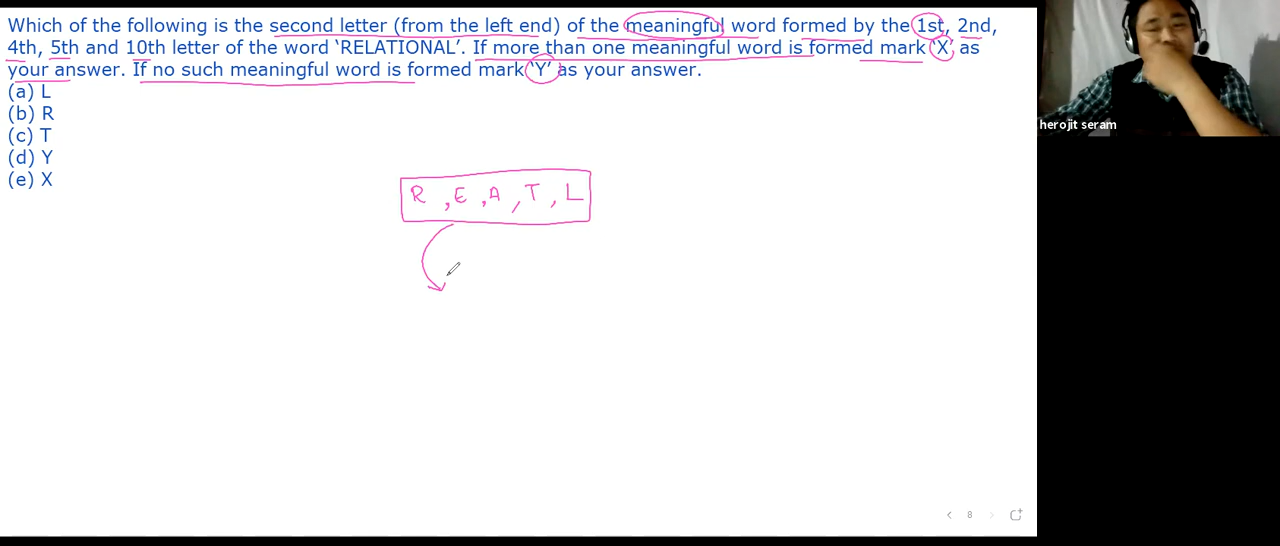 Which of the following is the second letter (from the left end) of the meaningful word formed by the 1st, 2nd,
4th, 5th and 10th letter of the word ‘RELATIONAL’. If more than one meaningful word is formed mark ‘X’ as
your answer. If no such meaningful word is formed mark ‘Y’ as your answer.
(a) L
(b) R
(c) T
(d) Y
(e) X
R , E , A , T , L
herojit seram
8